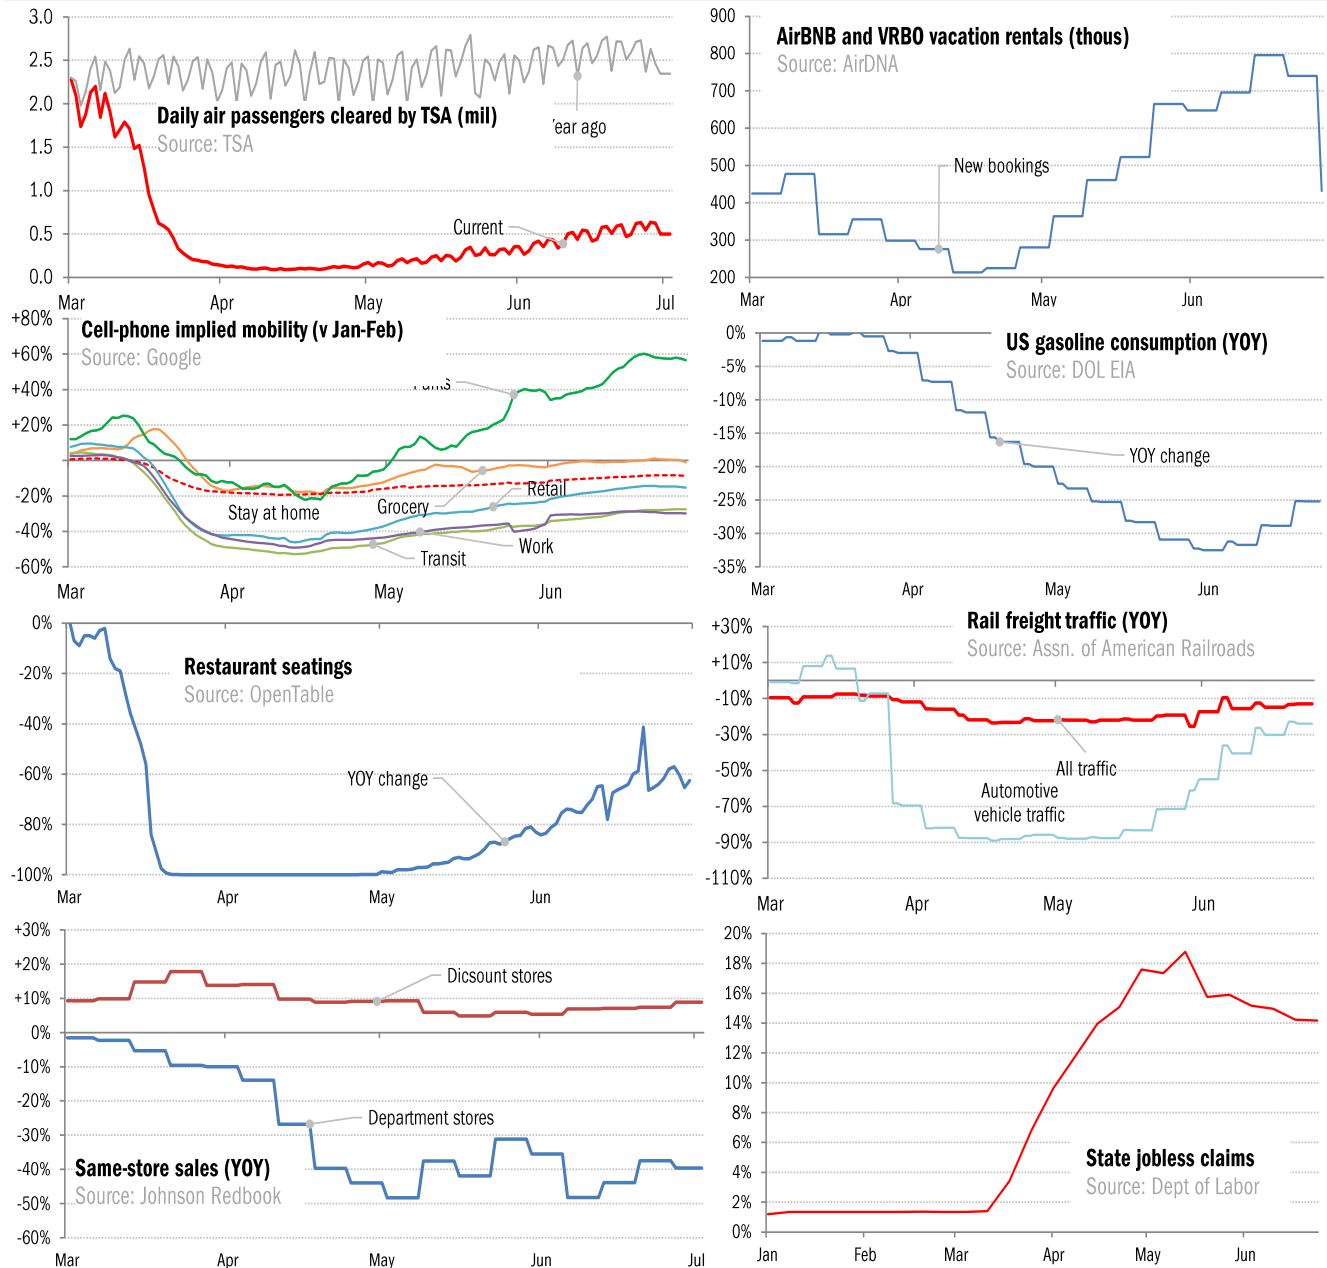 3.0
2.5
2.0
1.5
1.0
0.5
0.0
Daily air passengers cleared by TSA (mil)
Source: TSA
ear ago
Current
Mar Apr May Jun Jul
900
800
700
600
500
400
300
200
AirBNB and VRBO vacation rentals (thous)
Source: AirDNA
New bookings
Mar Apr May Jun
+80%
+60%
+40%
+20%
-20%
-40%
-60%
Cell-phone implied mobility (v Jan-Feb)
Source: Google
Retail
Grocery
Stay at home
Work
Transit
Mar Apr May Jun
0%
-5%
-10%
-15%
-20%
-25%
-30%
-35%
US gasoline consumption (YOY)
Source: DOL EIA
YOY change
Mar Apr May Jun
0%
-20%
-40%
-60%
-80%
-100%
Restaurant seatings
Source: OpenTable
YOY change
Mar Apr May Jun
+30%
+10%
-10%
-30%
-50%
-70%
-90%
-110%
Rail freight traffic (YOY)
Source: Assn. of American Railroads
All traffic
Automotive
vehicle traffic
Mar Apr May Jun
+30%
+20%
+10%
0%
-10%
-20%
-30%
-40%
-50%
-60%
Dicsount stores
Department stores
Same-store sales (YOY)
Source: Johnson Redbook
Mar Apr May Jun Jul
20%
18%
16%
14%
12%
10%
8%
6%
4%
2%
0%
State jobless claims
Source: Dept of Labor
Jan Feb Mar Apr May Jun